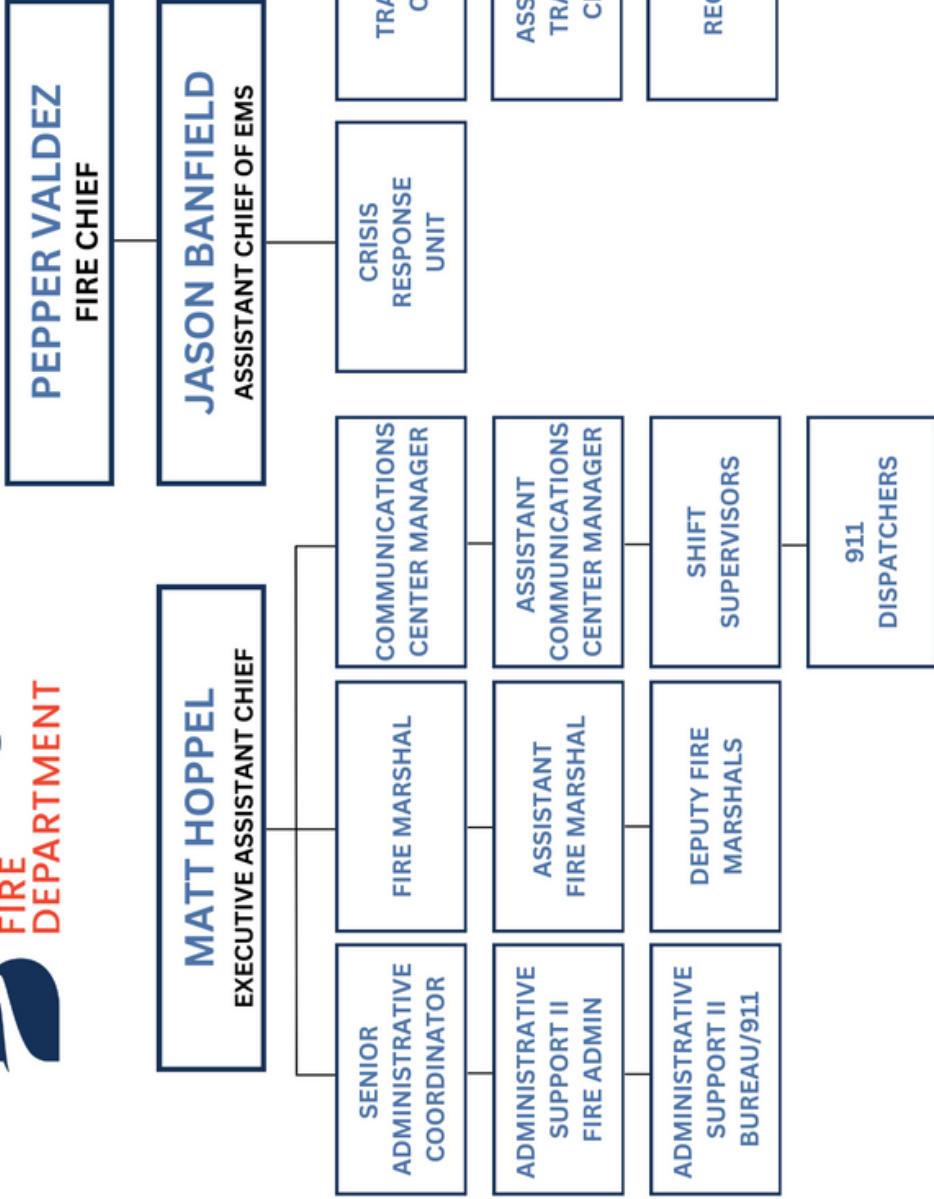 FIRE
DEPARTMENT
PEPPER VALDEZ
FIRE CHIEF
MATT HOPPEL
EXECUTIVE ASSISTANT CHIEF
JASON BANFIELD
ASSISTANT CHIEF OF EMS
SENIOR
ADMINISTRATIVE
COORDINATOR
ADMINISTRATIVE
SUPPORT II
FIRE ADMIN
ADMINISTRATIVE
SUPPORT II
BUREAU/911
FIRE MARSHAL
ASSISTANT
FIRE MARSHAL
DEPUTY FIRE
MARSHALS
COMMUNICATIONS
CENTER MANAGER
ASSISTANT
COMMUNICATIONS
CENTER MANAGER
SHIFT
SUPERVISORS
911
DISPATCHERS
CRISIS
RESPONSE
UNIT